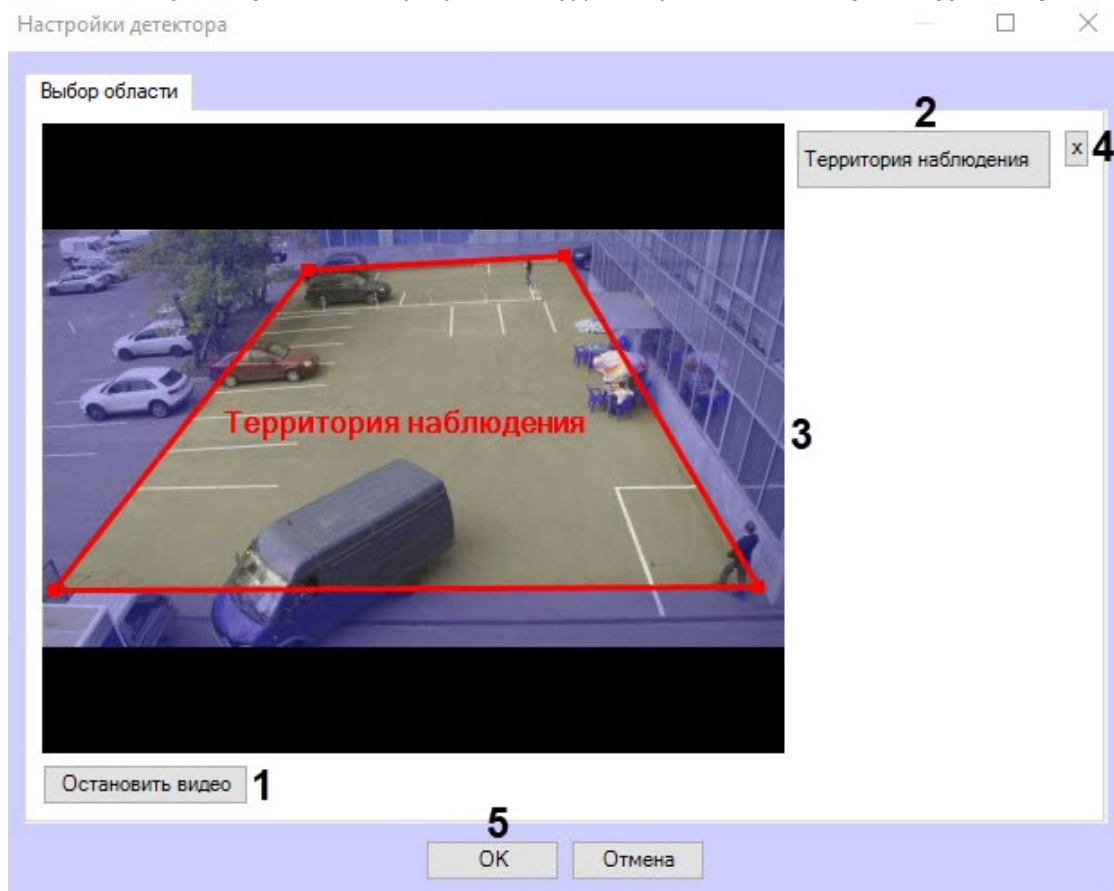 Настройки детектора
Выбор области
2
Территория наблюдения
x
4
Территория наблюдения
3
Остановить видео
1
5
OK
Отмена